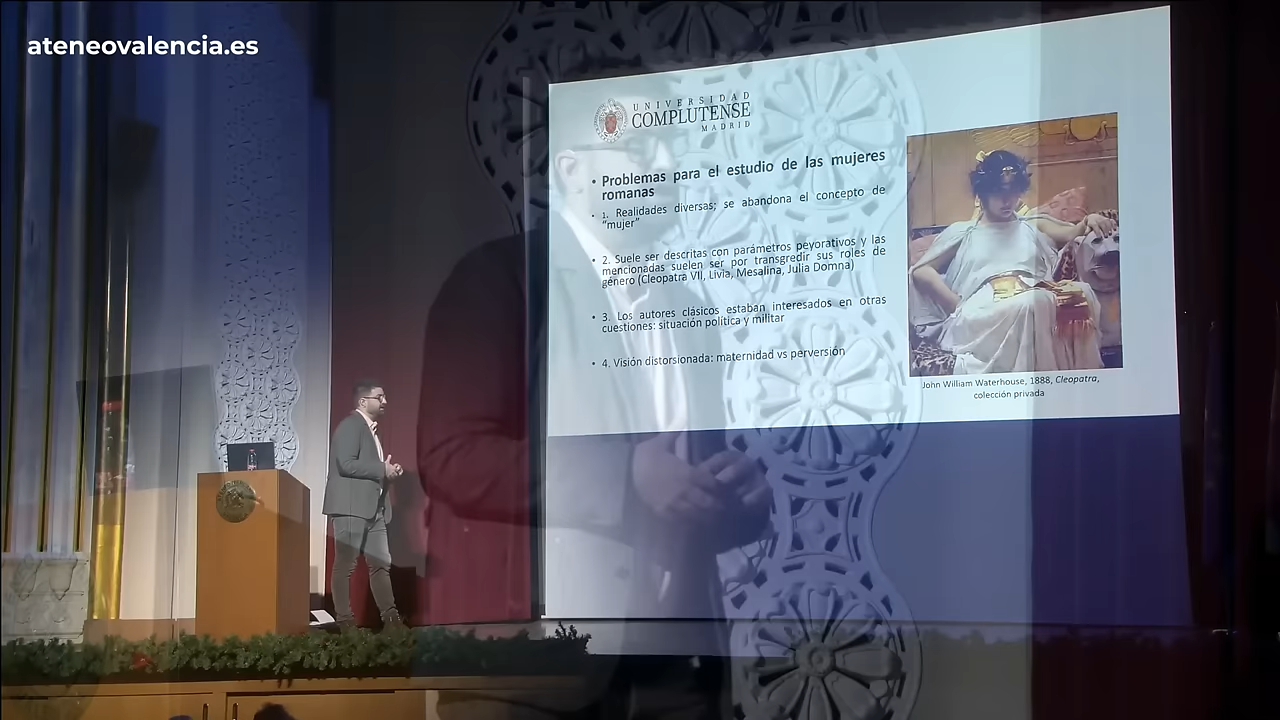 ateneovalencia.es
UNIVERSIDAD
COMPLUTENSE
MADRID
• Problemas para el estudio de las mujeres
romanas
• 1. Realidades diversas; se abandona el concepto de
"mujer"
• 2. Suele ser descritas con parámetros peyorativos y las
mencionadas suelen ser por transgredir sus roles de
género (Cleopatra VII, Livia, Mesalina, Julia Domna)
• 3. Los autores clásicos estaban interesados en otras
cuestiones: situación política y militar
• 4. Visión distorsionada: maternidad vs perversión
John William Waterhouse, 1888, Cleopatra,
colección privada